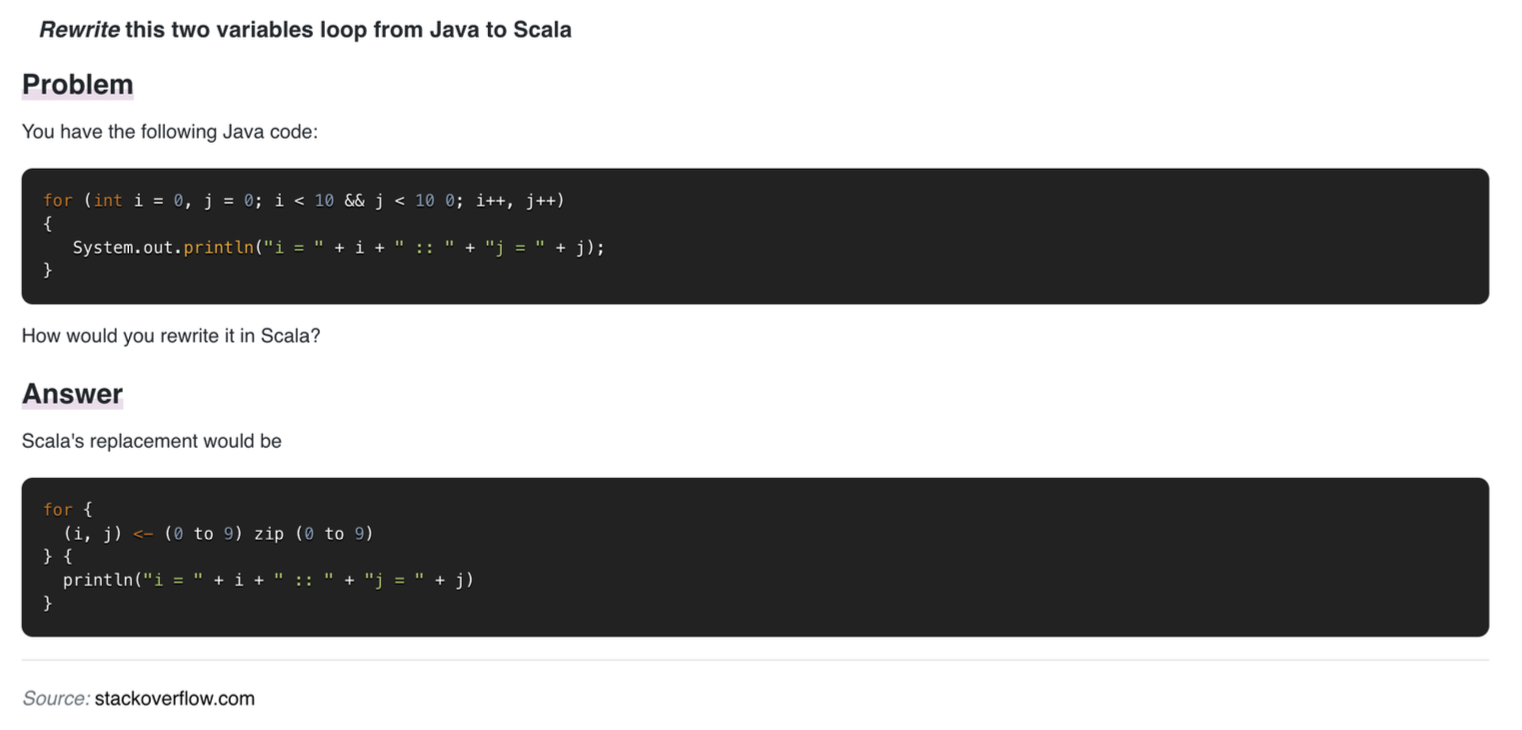 Rewrite this two variables loop from Java to Scala
Problem
You have the following Java code:
for (int i = 0, j = 0; i < 10 && j < 10 0; i++, j++)
{
   System.out.println("i = " + i + " :: " + "j = " + j);
}
How would you rewrite it in Scala?
Answer
Scala's replacement would be
for {
  (i, j) <- (0 to 9) zip (0 to 9)
} {
  println("i = " + i + " :: " + "j = " + j)
}
Source: stackoverflow.com